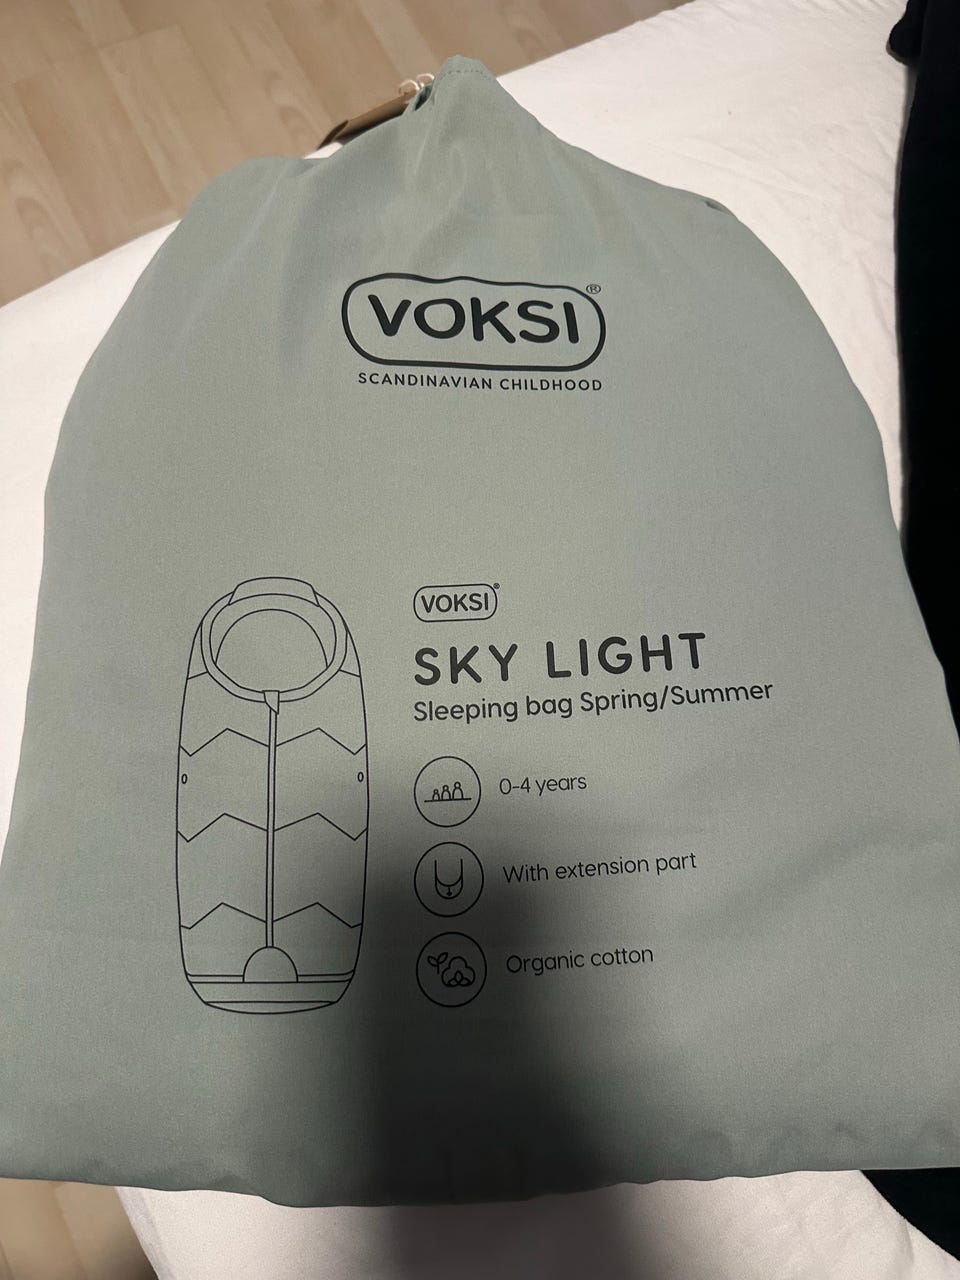 VOKSI®
SCANDINAVIAN CHILDHOOD
VOKSI®
SKY LIGHT
Sleeping bag Spring/Summer
0-4 years
With extension part
Organic cotton